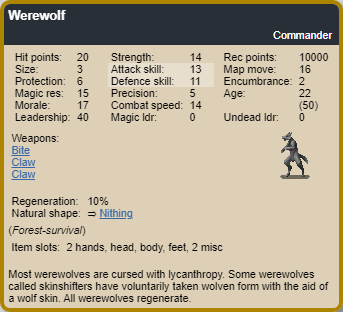 Werewolf
Commander
Hit points: 20 Strength: 14 Rec points: 10000
Size: 3 Attack skill: 13 Map move: 16
Protection: 6 Defence skill: 11 Encumbrance: 2
Magic res: 15 Precision: 5 Age: 22
Morale: 17 Combat speed: 14 (50)
Leadership: 40 Magic ldr: 0 Undead ldr: 0
Weapons:
Bite
Claw
Claw
Regeneration: 10%
Natural shape: ⇒ Nithing
(Forest-survival)
Item slots: 2 hands, head, body, feet, 2 misc
Most werewolves are cursed with lycanthropy. Some werewolves
called skinshifters have voluntarily taken wolven form with the aid of
a wolf skin. All werewolves regenerate.